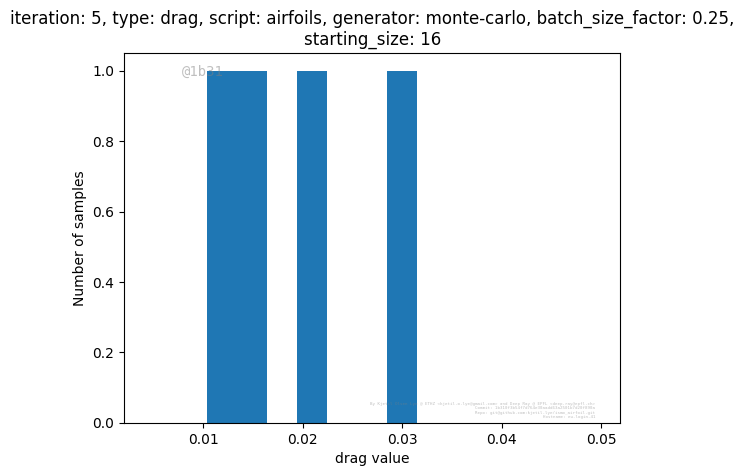 iteration: 5, type: drag, script: airfoils, generator: monte-carlo, batch_size_factor: 0.25,
starting_size: 16
@1b31
1.0
0.8
0.6
0.4
0.2
0.0
Number of samples
0.01
0.02
0.03
0.04
0.05
drag value